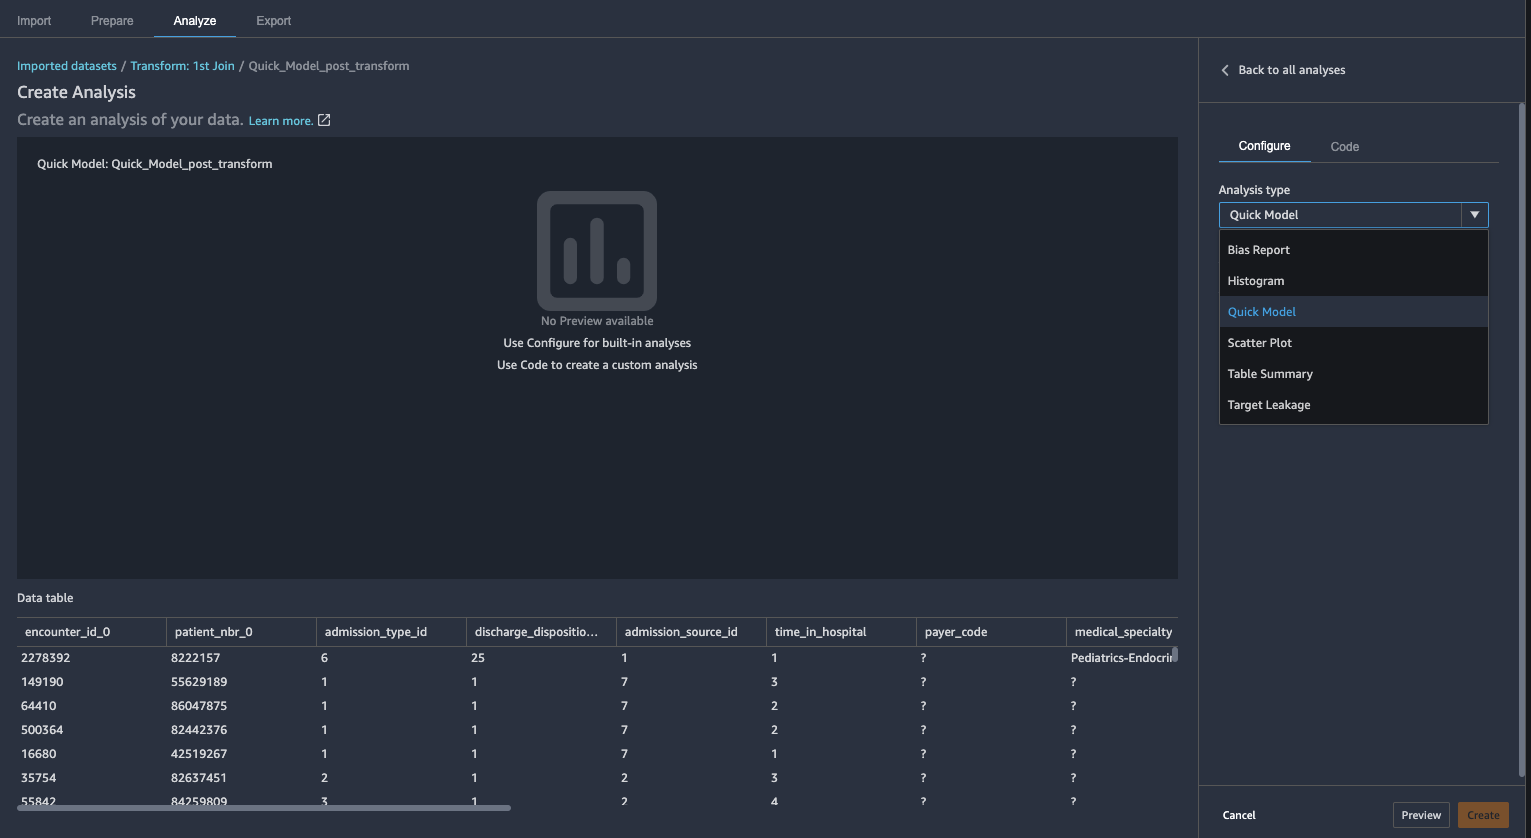 Import Prepare Analyze Export
Imported datasets / Transform: 1st Join / Quick_Model_post_transform
Create Analysis
Create an analysis of your data. Learn more.
Quick Model: Quick_Model_post_transform
No Preview available
Use Configure for built-in analyses
Use Code to create a custom analysis
Data table
encounter_id_0 patient_nbr_0 admission_type_id discharge_dispositio... admission_source_id time_in_hospital payer_code medical_specialty
2278392 8222157 6 25 1 1 ? Pediatrics-Endocrin
149190 55629189 1 1 7 3 ? ?
64410 86047875 1 1 7 2 ? ?
500364 82442376 1 1 7 2 ? ?
16680 42519267 1 1 7 1 ? ?
35754 82637451 2 1 2 3 ? ?
55842 84259809 3 1 2 4 ? ?
Back to all analyses
Configure Code
Analysis type
Quick Model
Bias Report
Histogram
Quick Model
Scatter Plot
Table Summary
Target Leakage
Cancel Preview Create